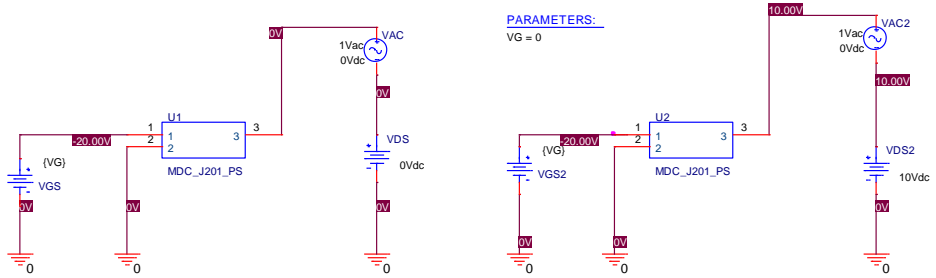 0V
VAC
1Vac
0Vdc
0V
U1
1
2
1
2
3
3
-20.00V
MDC_J201_PS
{VG}
VGS
0V
0V
VDS
0Vdc
0V
0
0
0
PARAMETERS:
VG = 0
10.00V
VAC2
1Vac
0Vdc
10.00V
U2
1
2
1
2
3
3
-20.00V
MDC_J201_PS
{VG}
VGS2
0V
0V
VDS2
10Vdc
0V
0
0
0